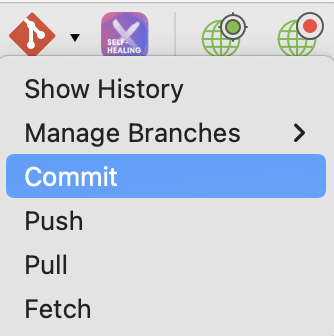 SELF-
HEALING
Show History
Manage Branches
Commit
Push
Pull
Fetch